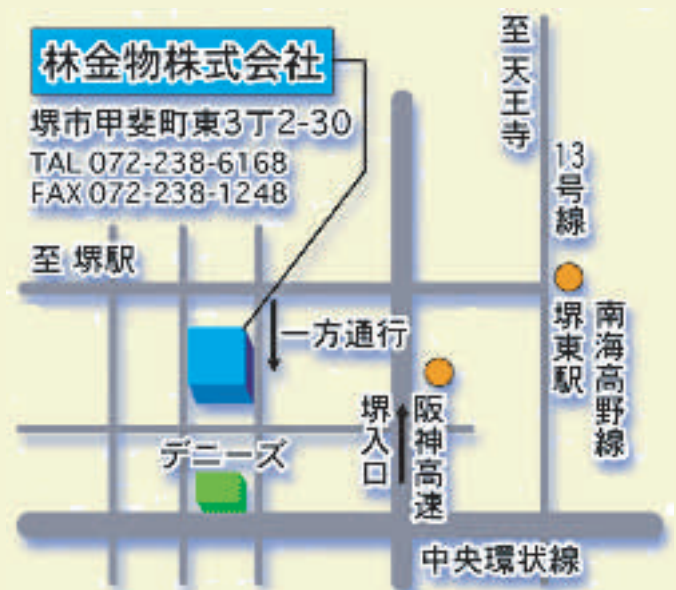 林金物株式会社
堺市甲斐町東3丁2-30
TAL 072-238-6168
FAX 072-238-1248
至 天王寺
13号線
至 堺駅
一方通行
堺東駅
南海高野線
堺入口
阪神高速
デニーズ
中央環状線